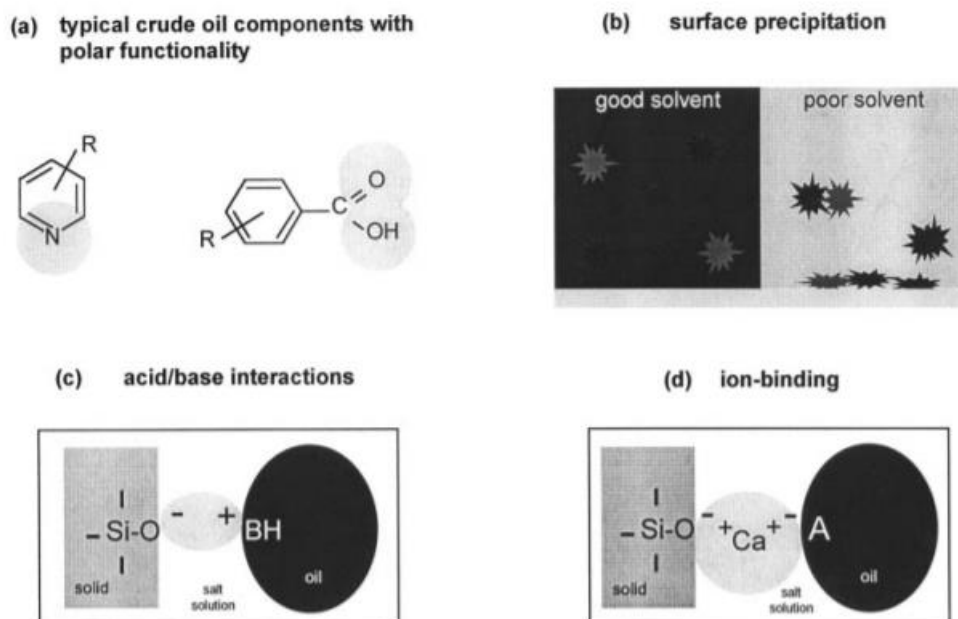 (a) typical crude oil components with
polar functionality
R
N
R
C
O
OH
(b) surface precipitation
good solvent
poor solvent
(c) acid/base interactions
Si-O
- +
BH
solid
salt
solution
oil
(d) ion-binding
Si-O
- +Ca+ -
A
solid
salt
solution
oil